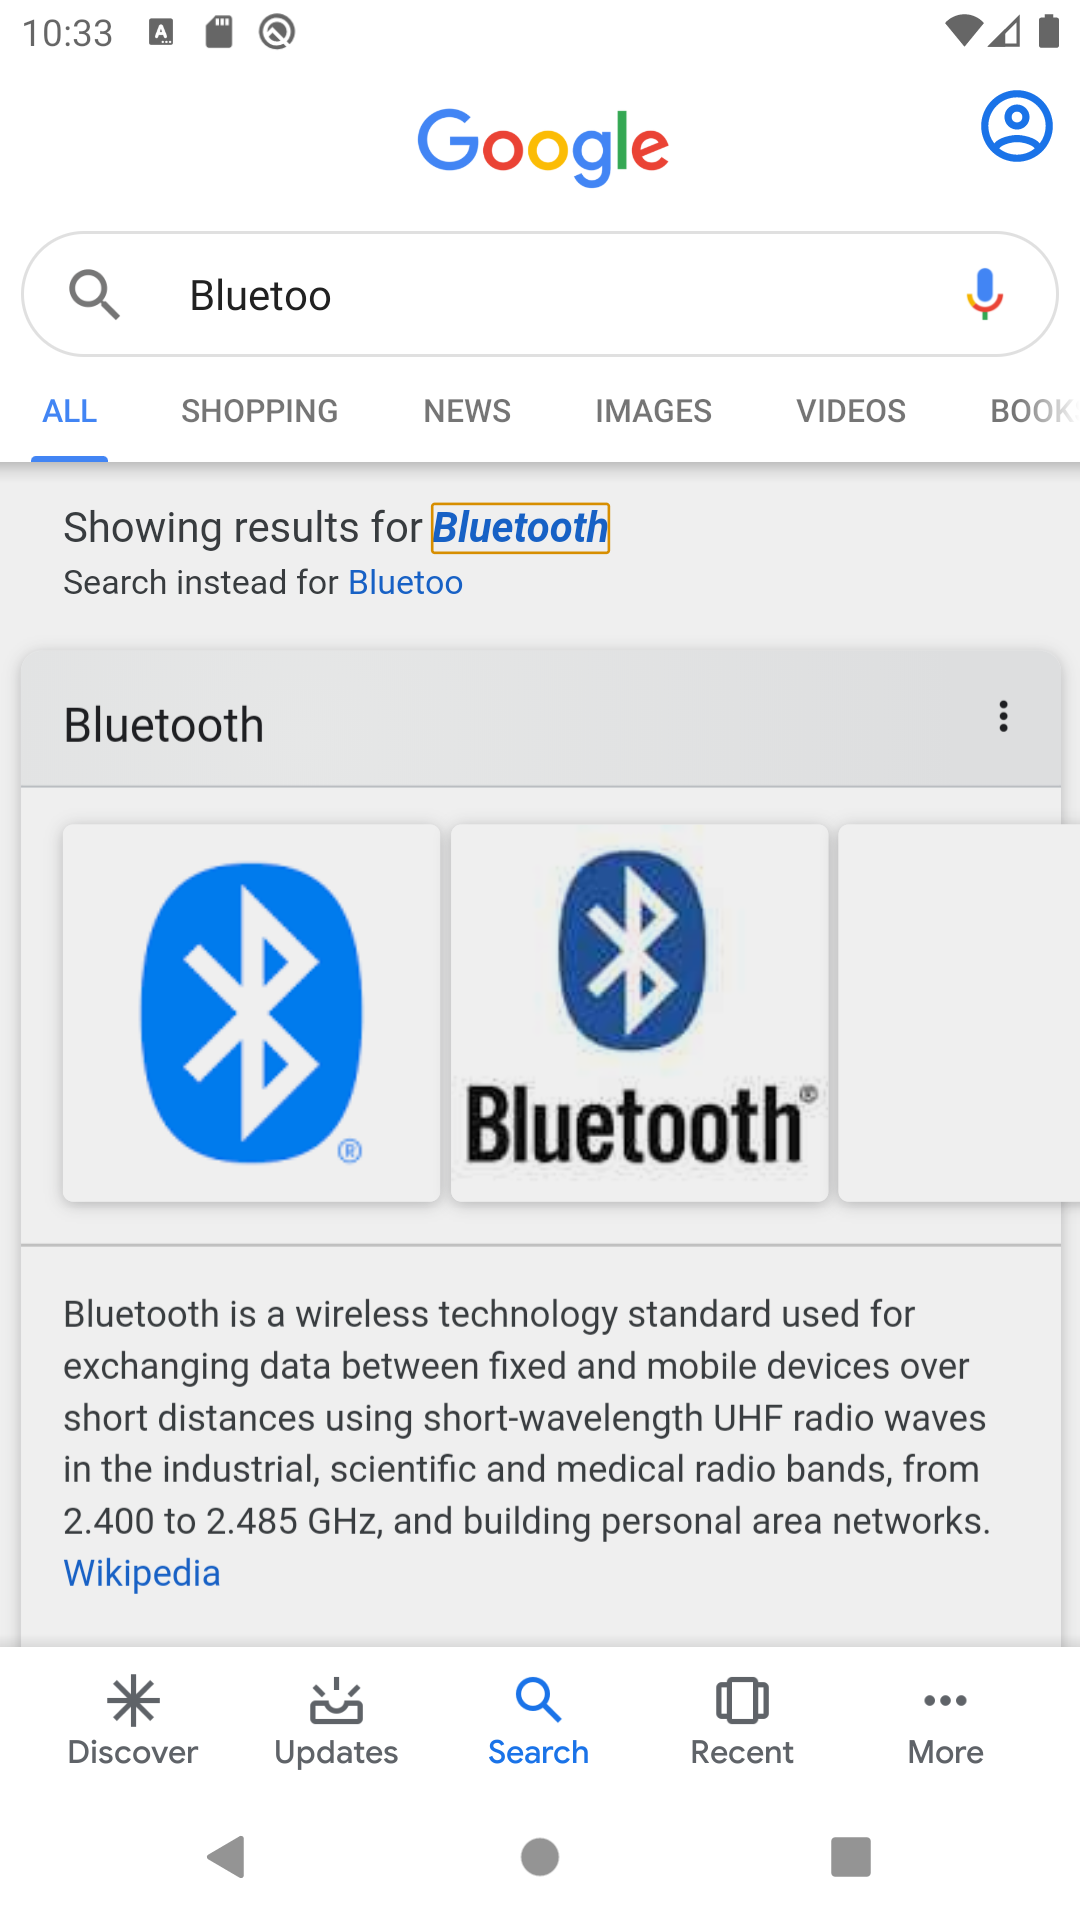 10:33
Google
Bluetoo
ALL SHOPPING NEWS IMAGES VIDEOS BOOK
Showing results for Bluetooth
Search instead for Bluetoo
Bluetooth
®
Bluetooth®
Bluetooth is a wireless technology standard used for
exchanging data between fixed and mobile devices over
short distances using short-wavelength UHF radio waves
in the industrial, scientific and medical radio bands, from
2.400 to 2.485 GHz, and building personal area networks.
Wikipedia
Discover Updates Search Recent More